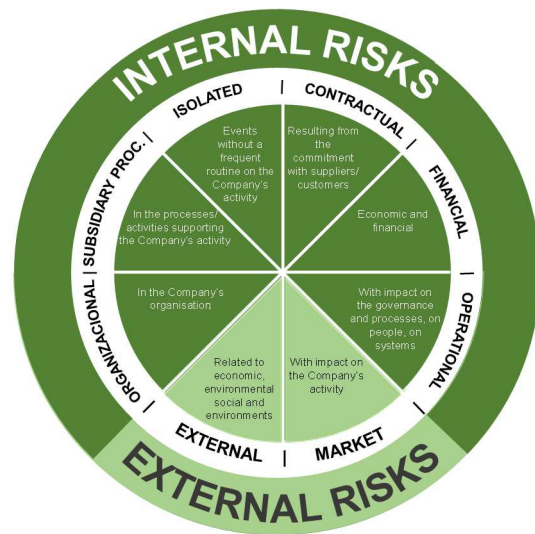 INTERNAL RISKS
ISOLATED
CONTRACTUAL
FINANCIAL
OPERATIONAL
MARKET
EXTERNAL
ORGANIZACIONAL
SUBSIDIARY PROC.
Events
without a
frequent
routine on the
Company's
activity
Resulting from
the
commitment
with suppliers/
customers
Economic and
financial
With impact on
the governance
and processes, on
people, on
systems
With impact on
the Company's
activity
Related to
economic,
environmental
social and
environments
In the Company's
organisation
In the processes/
activities supporting
the Company's activity
EXTERNAL RISKS